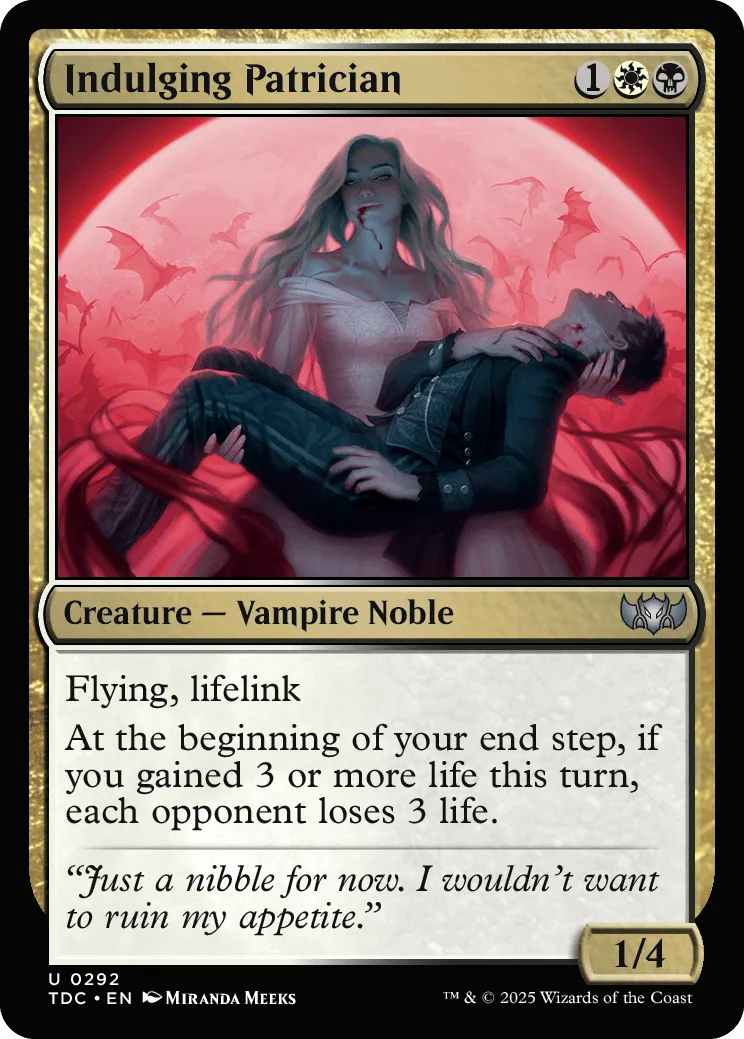 Indulging Patrician 1
Creature — Vampire Noble
Flying, lifelink
At the beginning of your end step, if
you gained 3 or more life this turn,
each opponent loses 3 life.
“Just a nibble for now. I wouldn’t want
to ruin my appetite.”
1/4
U 0292
TDC • EN Miranda Meeks ™ & © 2025 Wizards of the Coast